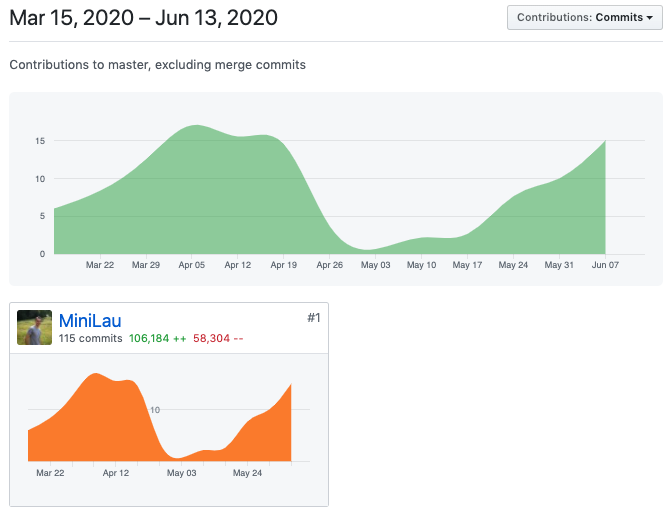 Mar 15, 2020 – Jun 13, 2020
Contributions: Commits
Contributions to master, excluding merge commits
15
10
5
0
Mar 22 Mar 29 Apr 05 Apr 12 Apr 19 Apr 26 May 03 May 10 May 17 May 24 May 31 Jun 07
MiniLau #1
115 commits 106,184 ++ 58,304 --
10
Mar 22 Apr 12 May 03 May 24